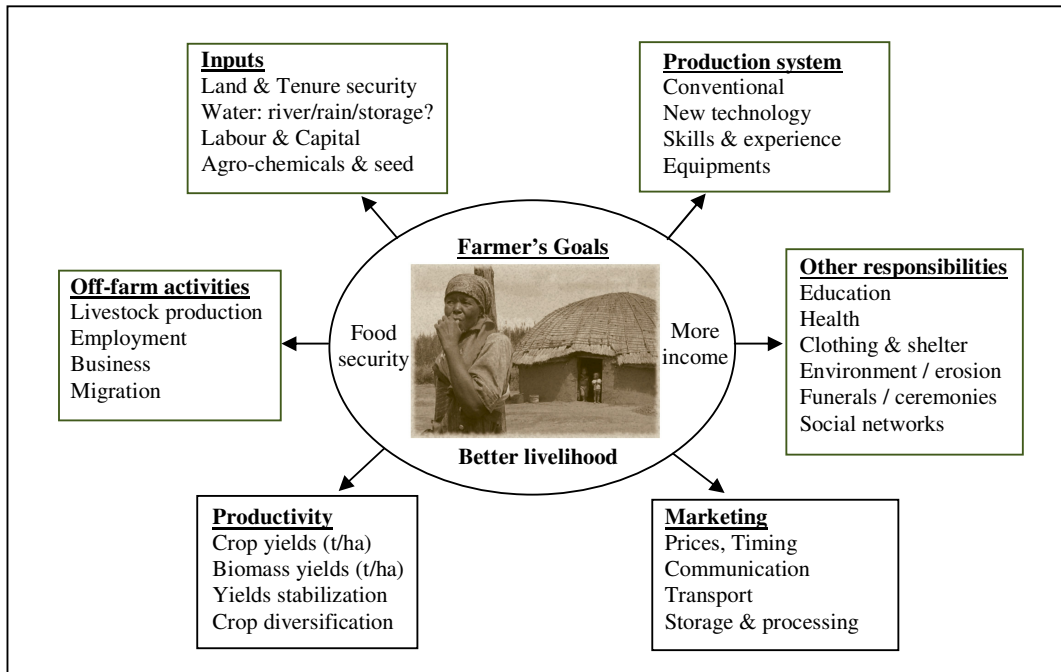 Inputs
Land & Tenure security
Water: river/rain/storage?
Labour & Capital
Agro-chemicals & seed
Production system
Conventional
New technology
Skills & experience
Equipments
Farmer's Goals
Food
security
More
income
Better livelihood
Off-farm activities
Livestock production
Employment
Business
Migration
Other responsibilities
Education
Health
Clothing & shelter
Environment / erosion
Funerals / ceremonies
Social networks
Productivity
Crop yields (t/ha)
Biomass yields (t/ha)
Yields stabilization
Crop diversification
Marketing
Prices, Timing
Communication
Transport
Storage & processing